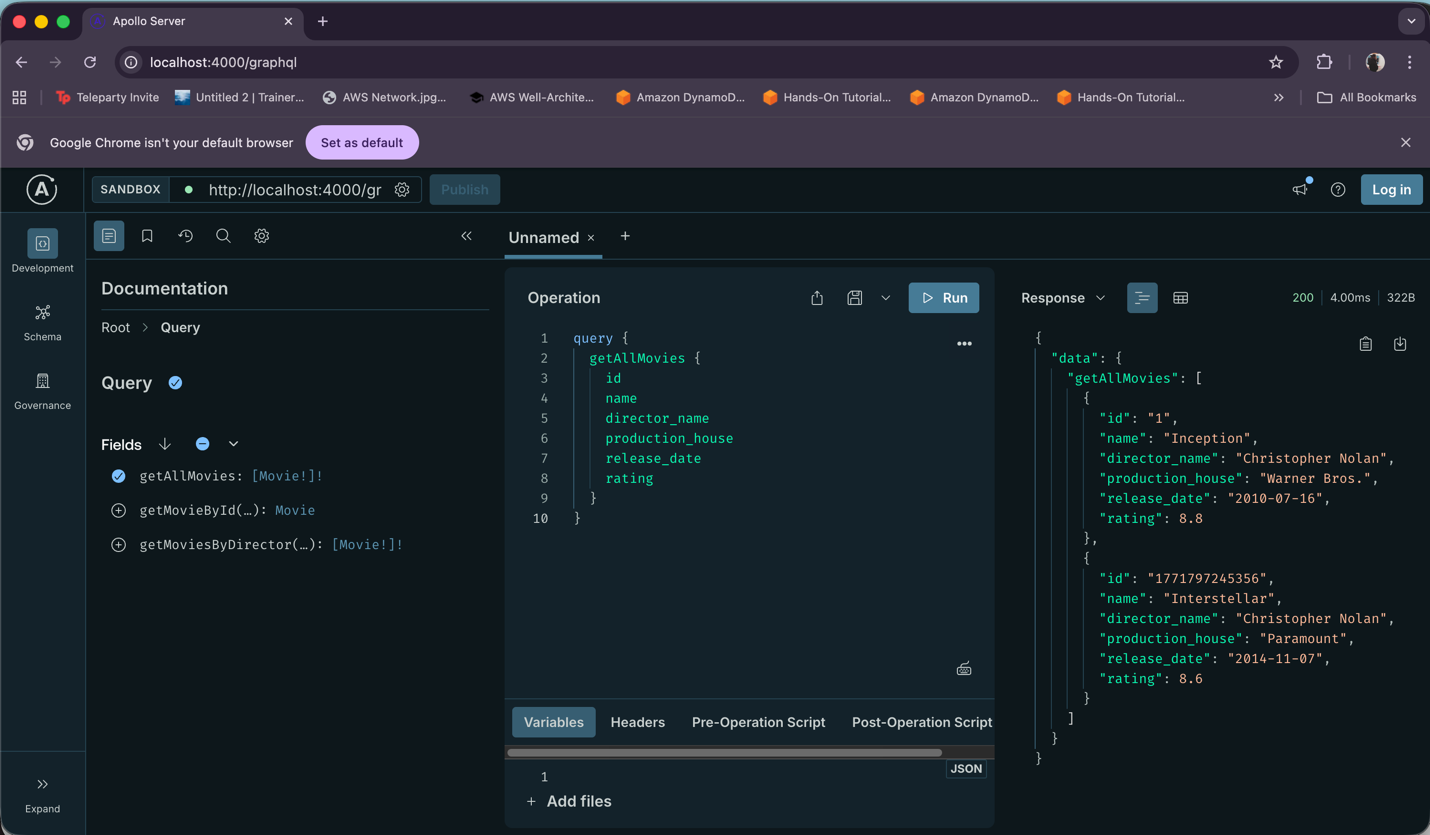 Apollo Server
localhost:4000/graphql
Teleparty Invite
Untitled 2 | Trainer...
AWS Network.jpg...
AWS Well-Archite...
Amazon DynamoD...
Hands-On Tutorial...
Amazon DynamoD...
Hands-On Tutorial...
All Bookmarks
Google Chrome isn't your default browser
Set as default
SANDBOX
http://localhost:4000/gr
Publish
Log in
Development
Schema
Governance
Expand
Documentation
Root > Query
Query
Fields
getAllMovies: [Movie!]!
getMovieById(…): Movie
getMoviesByDirector(…): [Movie!]!
Unnamed
Operation
Run
1 query {
2 getAllMovies {
3 id
4 name
5 director_name
6 production_house
7 release_date
8 rating
9 }
10 }
Variables
Headers
Pre-Operation Script
Post-Operation Script
JSON
1
+ Add files
Response
200
4.00ms
322B
{
"data": {
"getAllMovies": [
{
"id": "1",
"name": "Inception",
"director_name": "Christopher Nolan",
"production_house": "Warner Bros.",
"release_date": "2010-07-16",
"rating": 8.8
},
{
"id": "1771797245356",
"name": "Interstellar",
"director_name": "Christopher Nolan",
"production_house": "Paramount",
"release_date": "2014-11-07",
"rating": 8.6
}
]
}
}